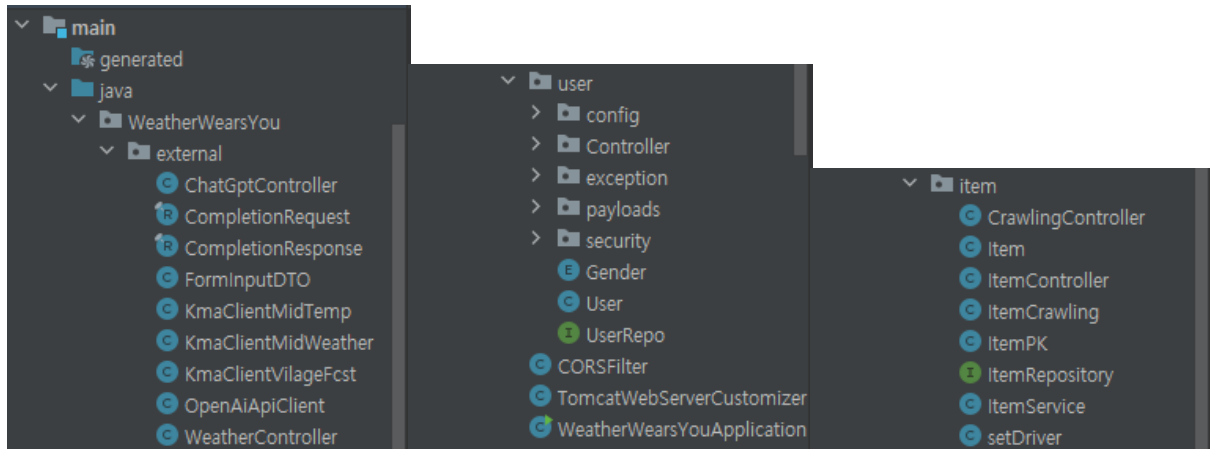 main
generated
java
WeatherWearsYou
external
ChatGptController
CompletionRequest
CompletionResponse
FormInputDTO
KmaClientMidTemp
KmaClientMidWeather
KmaClientVilageFcst
OpenAiApiClient
WeatherController
user
config
Controller
exception
payloads
security
Gender
User
UserRepo
CORSFilter
TomcatWebServerCustomizer
WeatherWearsYouApplication
item
CrawlingController
Item
ItemController
ItemCrawling
ItemPK
ItemRepository
ItemService
setDriver